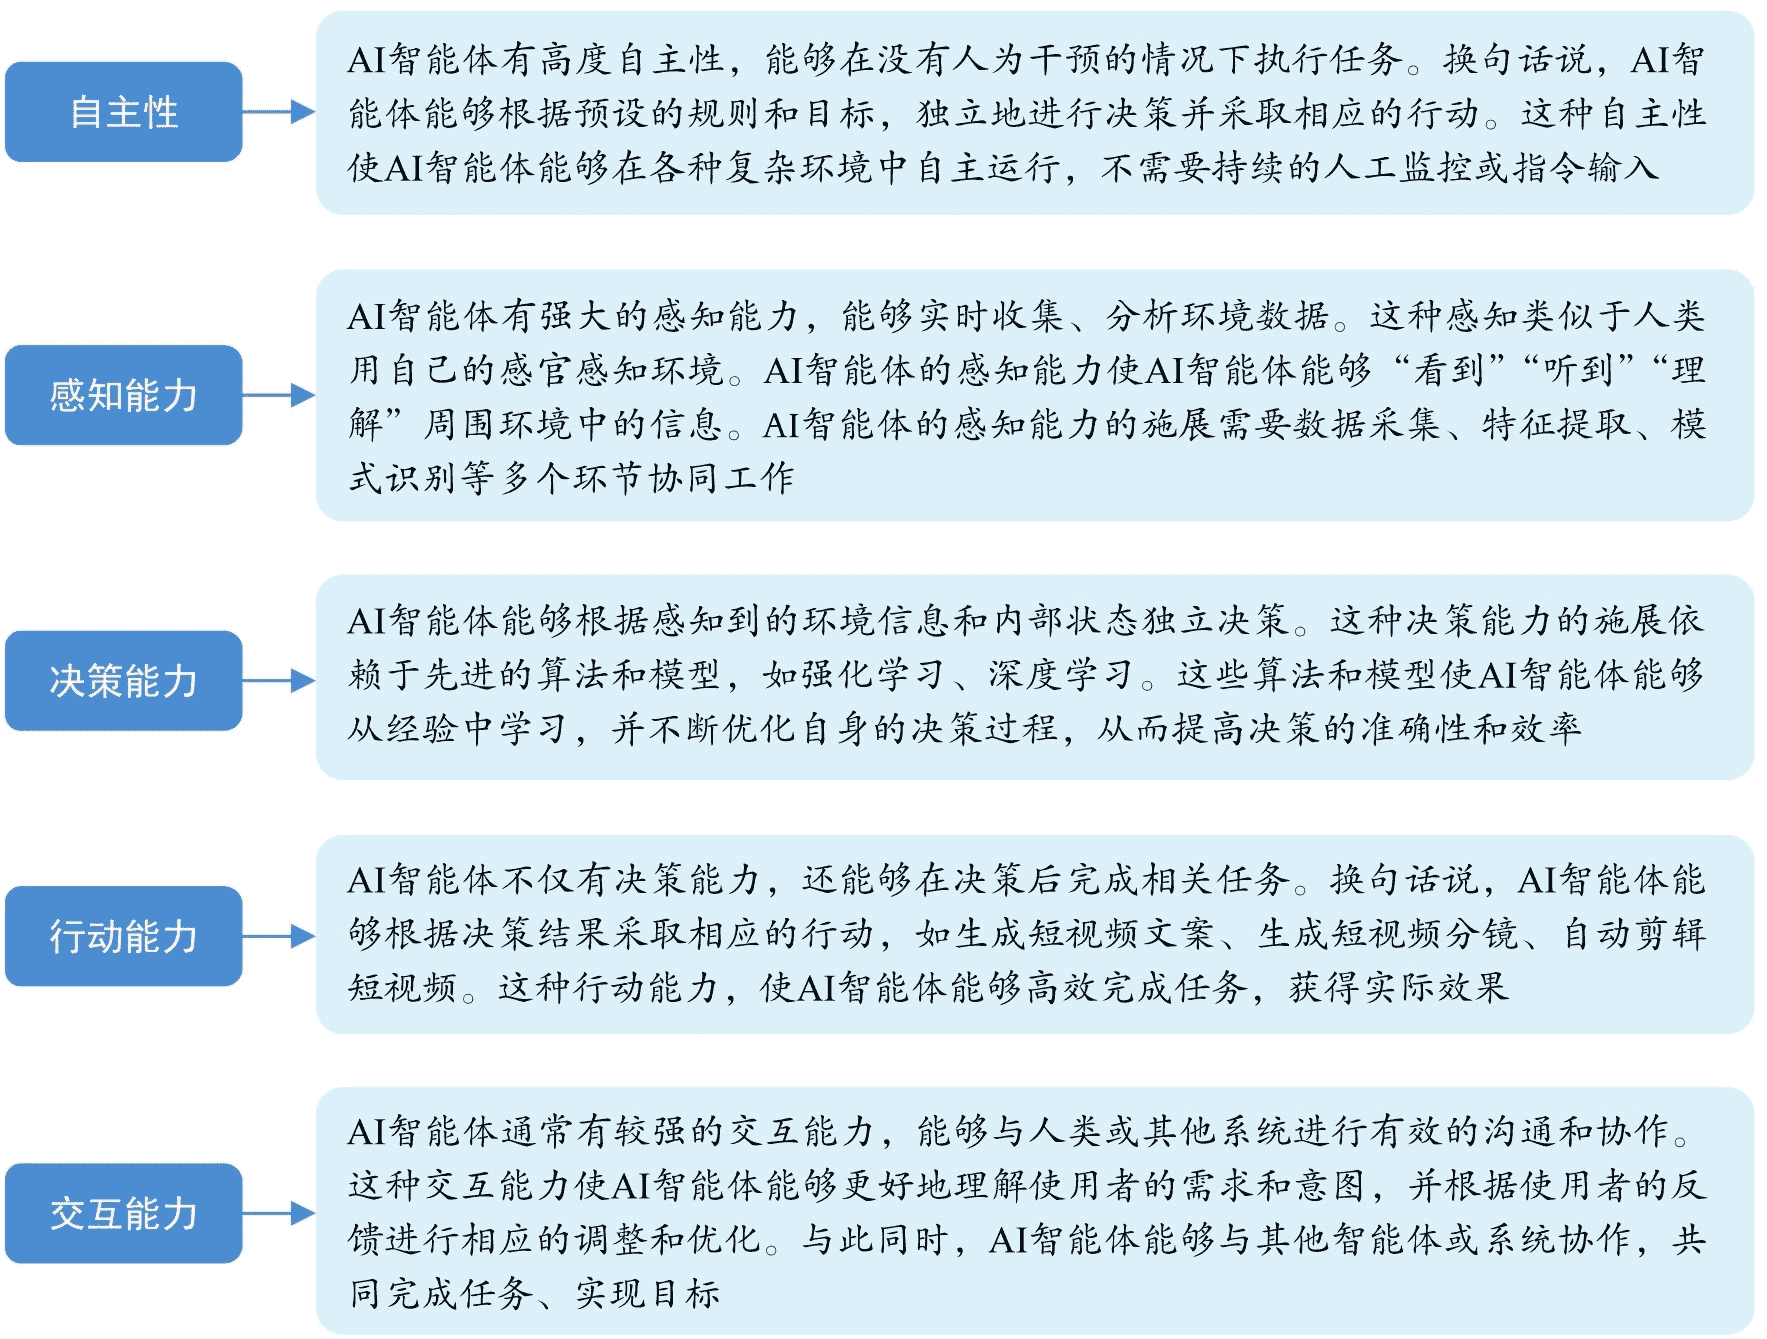 自主性
AI智能体有高度自主性，能够在没有人为干预的情况下执行任务。换句话说，AI智
能体能够根据预设的规则和目标，独立地进行决策并采取相应的行动。这种自主性
使AI智能体能够在各种复杂环境中自主运行，不需要持续的人工监控或指令输入
感知能力
AI智能体有强大的感知能力，能够实时收集、分析环境数据。这种感知类似于人类
用自己的感官感知环境。AI智能体的感知能力使AI智能体能够“看到”“听到”“理
解”周围环境中的信息。AI智能体的感知能力的施展需要数据采集、特征提取、模
式识别等多个环节协同工作
决策能力
AI智能体能够根据感知到的环境信息和内部状态独立决策。这种决策能力的施展依
赖于先进的算法和模型，如强化学习、深度学习。这些算法和模型使AI智能体能够
从经验中学习，并不断优化自身的决策过程，从而提高决策的准确性和效率
行动能力
AI智能体不仅有决策能力，还能够在决策后完成相关任务。换句话说，AI智能体能
够根据决策结果采取相应的行动，如生成短视频文案、生成短视频分镜、自动剪辑
短视频。这种行动能力，使AI智能体能够高效完成任务，获得实际效果
交互能力
AI智能体通常有较强的交互能力，能够与人类或其他系统进行有效的沟通和协作。
这种交互能力使AI智能体能够更好地理解使用者的需求和意图，并根据使用者的反
馈进行相应的调整和优化。与此同时，AI智能体能够与其他智能体或系统协作，共
同完成任务、实现目标